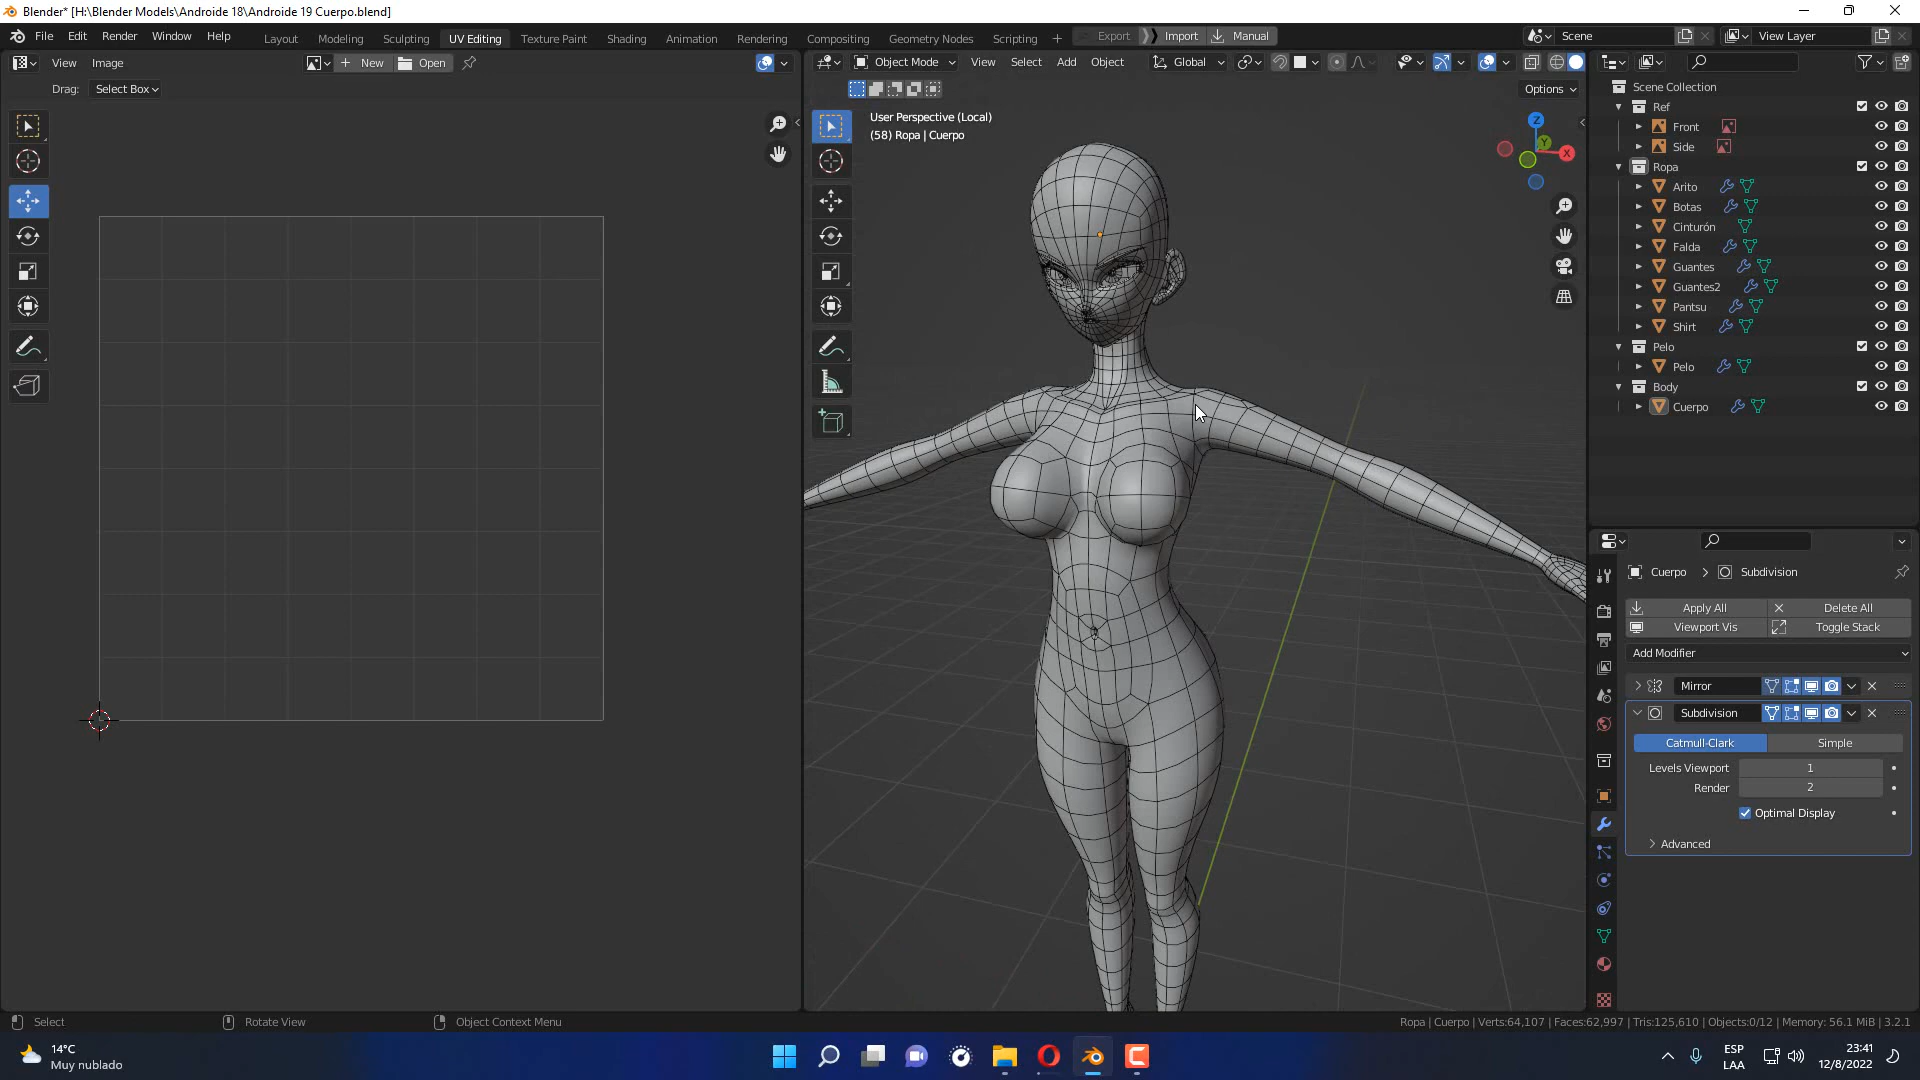 Blender* [H:\Blender Models\Androide 18\Androide 19 Cuerpo.blend]
File Edit Render Window Help
Layout Modeling Sculpting UV Editing Texture Paint Shading Animation Rendering Compositing Geometry Nodes Scripting + Export Import Manual
Scene View Layer
View Image + New Open
Object Mode View Select Add Object Global
Drag: Select Box
Options
User Perspective (Local)
(58) Ropa | Cuerpo
Z
Y
X
Scene Collection
Ref
Front
Side
Ropa
Arito
Botas
Cinturón
Falda
Guantes
Guantes2
Pantsu
Shirt
Pelo
Pelo
Body
Cuerpo
Cuerpo > Subdivision
Apply All Delete All
Viewport Vis Toggle Stack
Add Modifier
Mirror
Subdivision
Catmull-Clark Simple
Levels Viewport 1
Render 2
Optimal Display
Advanced
Select Rotate View Object Context Menu
Ropa | Cuerpo | Verts:64,107 | Faces:62,997 | Tris:125,610 | Objects:0/12 | Memory: 56.1 MiB | 3.2.1
14°C
Muy nublado
ESP
LAA
23:41
12/8/2022